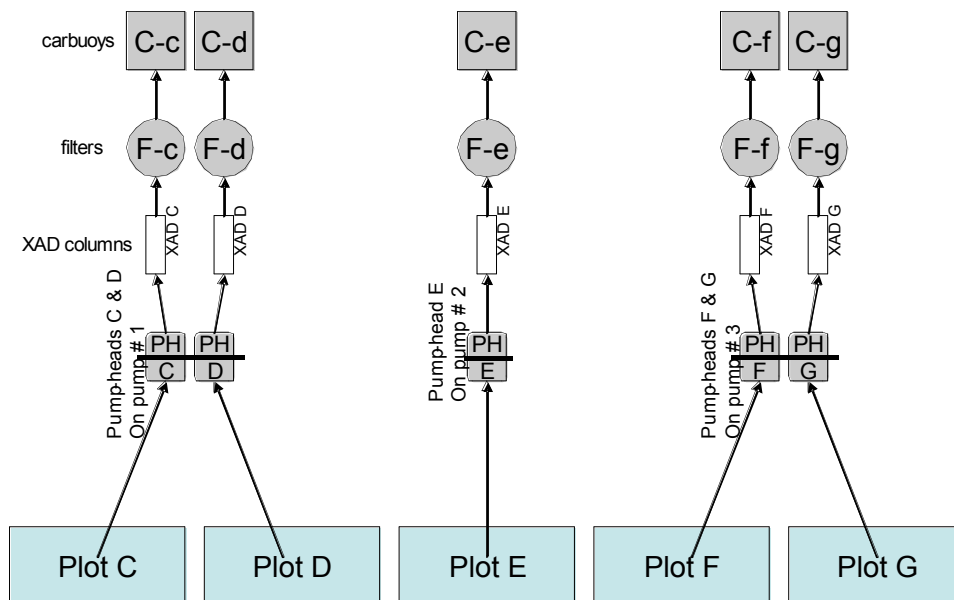 carbuoys
C-c
C-d
C-e
C-f
C-g
filters
F-c
F-d
F-e
F-f
F-g
XAD columns
XAD C
XAD D
XAD E
XAD F
XAD G
Pump-heads C & D
On pump # 1
Pump-head E
On pump # 2
Pump-heads F & G
On pump # 3
PH
C
PH
D
PH
E
PH
F
PH
G
Plot C
Plot D
Plot E
Plot F
Plot G